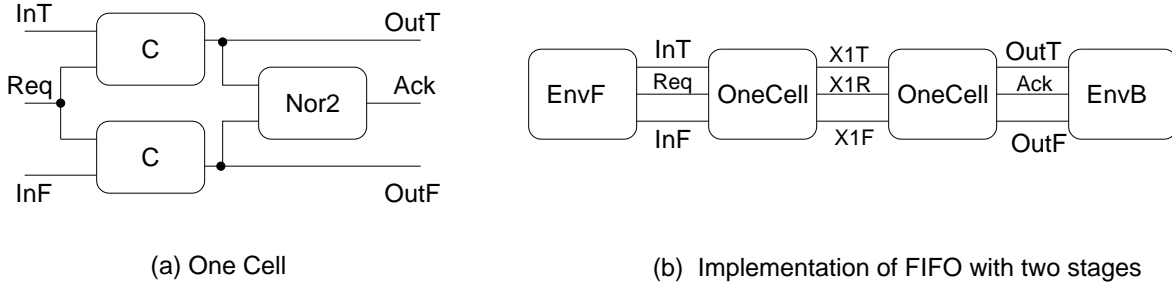 InT
C
OutT
Req
Nor2
Ack
C
InF
OutF
(a) One Cell
EnvF
InT
Req
InF
OneCell
X1T
X1R
X1F
OneCell
OutT
Ack
OutF
EnvB
(b) Implementation of FIFO with two stages